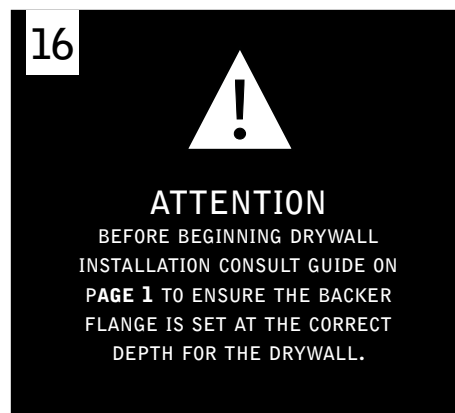 16
!
ATTENTION
BEFORE BEGINNING DRYWALL
INSTALLATION CONSULT GUIDE ON
PAGE 1 TO ENSURE THE BACKER
FLANGE IS SET AT THE CORRECT
DEPTH FOR THE DRYWALL.